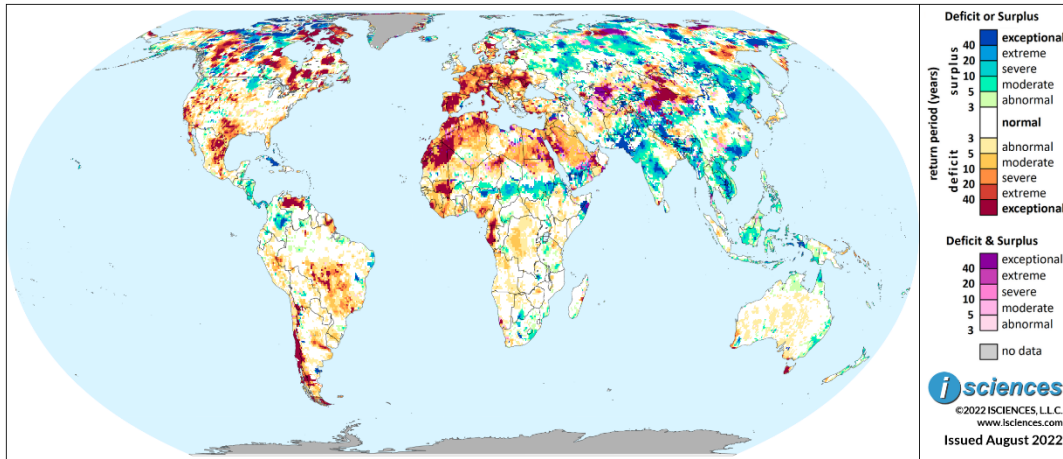 Deficit or Surplus
40 exceptional
20 extreme
10 severe
5 moderate
3 abnormal
normal
3 abnormal
5 moderate
10 severe
20 extreme
40 exceptional
return period (years)
surplus
deficit
Deficit & Surplus
40 exceptional
20 extreme
10 severe
5 moderate
3 abnormal
no data
i sciences
©2022 ISCIENCES, L.L.C.
www.isciences.com
Issued August 2022